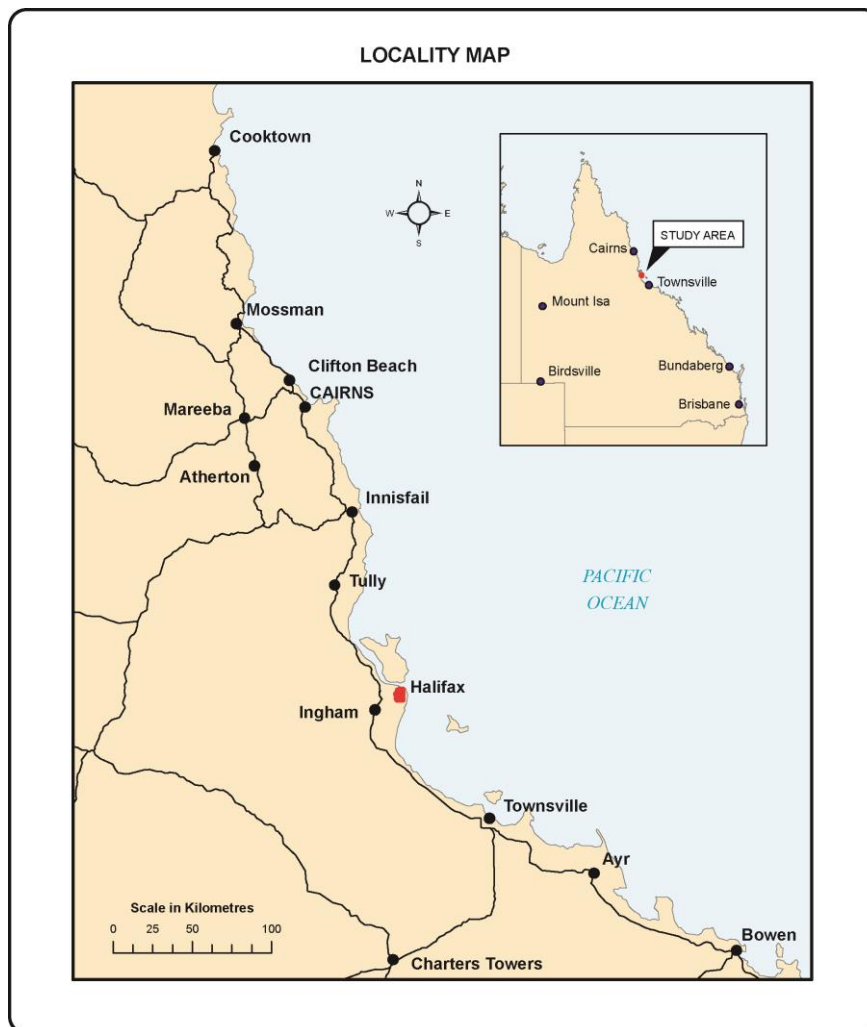 LOCALITY MAP
Cooktown
N
W
E
S
STUDY AREA
Cairns
Townsville
Mount Isa
Birdsville
Bundaberg
Brisbane
Mossman
Clifton Beach
CAIRNS
Mareeba
Atherton
Innisfail
Tully
PACIFIC
OCEAN
Halifax
Ingham
Townsville
Ayr
Scale in Kilometres
0 25 50 100
Bowen
Charters Towers